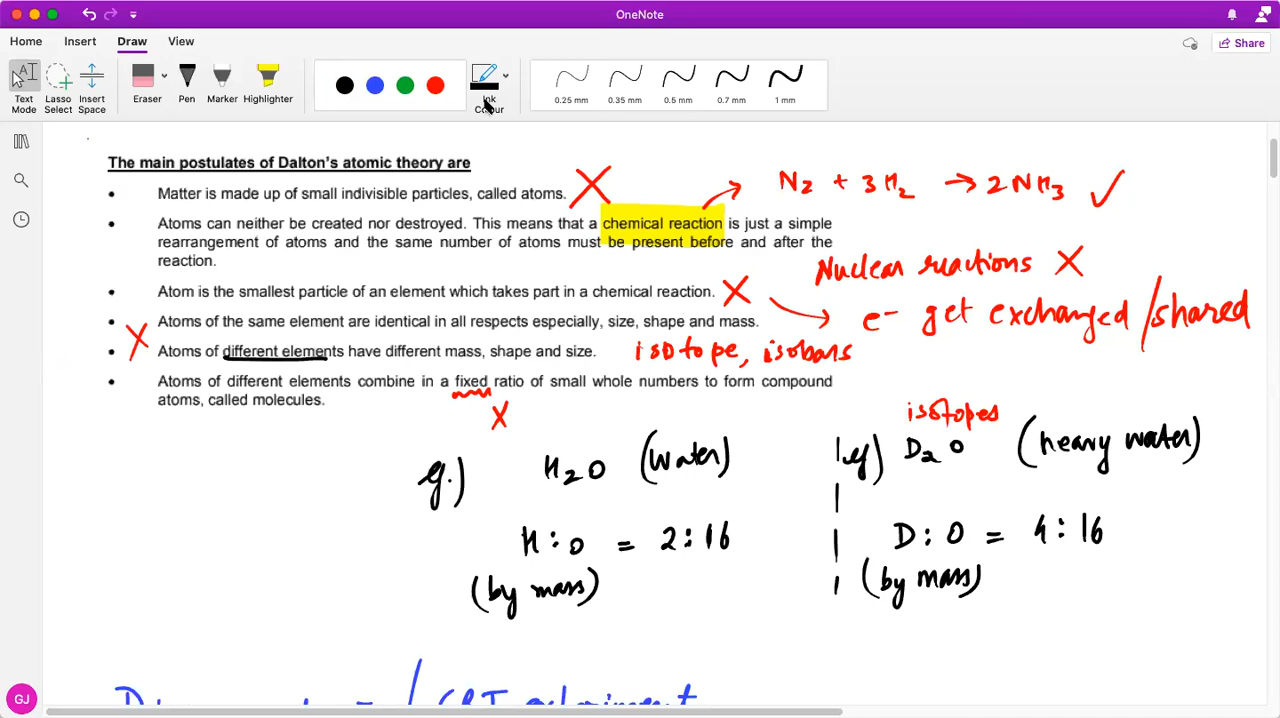 OneNote
Home Insert Draw View
Share
Text Mode
Lasso Select
Insert Space
Eraser
Pen
Marker
Highlighter
Ink Colour
0.25 mm 0.35 mm 0.5 mm 0.7 mm 1 mm
The main postulates of Dalton's atomic theory are
• Matter is made up of small indivisible particles, called atoms. X
N2 + 3H2 → 2NH3 ✓
• Atoms can neither be created nor destroyed. This means that a chemical reaction is just a simple
rearrangement of atoms and the same number of atoms must be present before and after the
reaction.
Nuclear reactions X
• Atom is the smallest particle of an element which takes part in a chemical reaction. X
e- get exchanged/shared
• Atoms of the same element are identical in all respects especially, size, shape and mass.
X
• Atoms of different elements have different mass, shape and size.
isotope, isobars
• Atoms of different elements combine in a fixed ratio of small whole numbers to form compound
atoms, called molecules.
X
isotopes
eg.) H2O (water)
eg) D2O (heavy water)
H : O = 2 : 16
D : O = 4 : 16
(by mass)
(by mass)
GJ